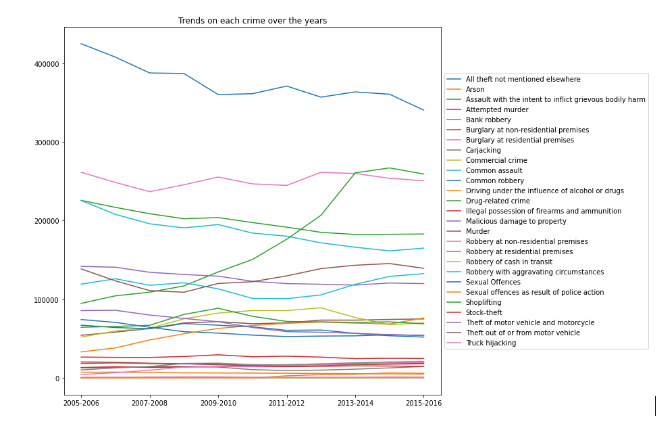 Trends on each crime over the years
400000
300000
200000
100000
0
2005-2006 2007-2008 2009-2010 2011-2012 2013-2014 2015-2016
All theft not mentioned elsewhere
Arson
Assault with the intent to inflict grievous bodily harm
Attempted murder
Bank robbery
Burglary at non-residential premises
Burglary at residential premises
Carjacking
Commercial crime
Common assault
Common robbery
Driving under the influence of alcohol or drugs
Drug-related crime
Illegal possession of firearms and ammunition
Malicious damage to property
Murder
Robbery at non-residential premises
Robbery at residential premises
Robbery of cash in transit
Robbery with aggravating circumstances
Sexual Offences
Sexual offences as result of police action
Shoplifting
Stock-theft
Theft of motor vehicle and motorcycle
Theft out of or from motor vehicle
Truck hijacking